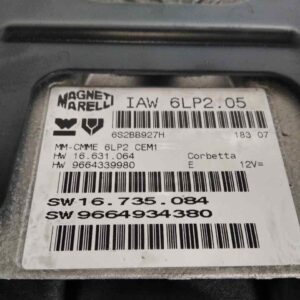 MAGNETI MARELLI
IAW 6LP2.05
6S2BB927H 183 07
MM-CMME 6LP2 CEM1
HW 16.631.064 Corbetta
HW 9664339980 E 12V=
SW 16.735.084
SW 9664934380